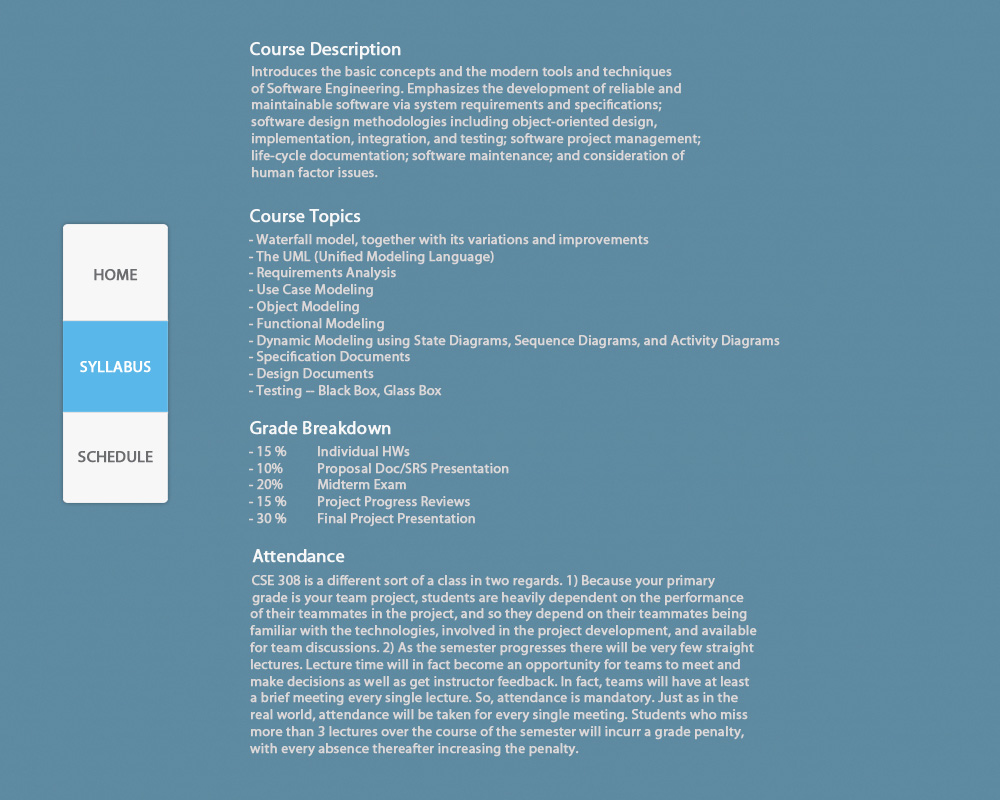 Course Description
Introduces the basic concepts and the modern tools and techniques
of Software Engineering. Emphasizes the development of reliable and
maintainable software via system requirements and specifications;
software design methodologies including object-oriented design,
implementation, integration, and testing; software project management;
life-cycle documentation; software maintenance; and consideration of
human factor issues.
Course Topics
- Waterfall model, together with its variations and improvements
- The UML (Unified Modeling Language)
- Requirements Analysis
- Use Case Modeling
- Object Modeling
- Functional Modeling
- Dynamic Modeling using State Diagrams, Sequence Diagrams, and Activity Diagrams
- Specification Documents
- Design Documents
- Testing -- Black Box, Glass Box
HOME
SYLLABUS
SCHEDULE
Grade Breakdown
- 15 % Individual HWs
- 10% Proposal Doc/SRS Presentation
- 20% Midterm Exam
- 15 % Project Progress Reviews
- 30 % Final Project Presentation
Attendance
CSE 308 is a different sort of a class in two regards. 1) Because your primary
grade is your team project, students are heavily dependent on the performance
of their teammates in the project, and so they depend on their teammates being
familiar with the technologies, involved in the project development, and available
for team discussions. 2) As the semester progresses there will be very few straight
lectures. Lecture time will in fact become an opportunity for teams to meet and
make decisions as well as get instructor feedback. In fact, teams will have at least
a brief meeting every single lecture. So, attendance is mandatory. Just as in the
real world, attendance will be taken for every single meeting. Students who miss
more than 3 lectures over the course of the semester will incurr a grade penalty,
with every absence thereafter increasing the penalty.